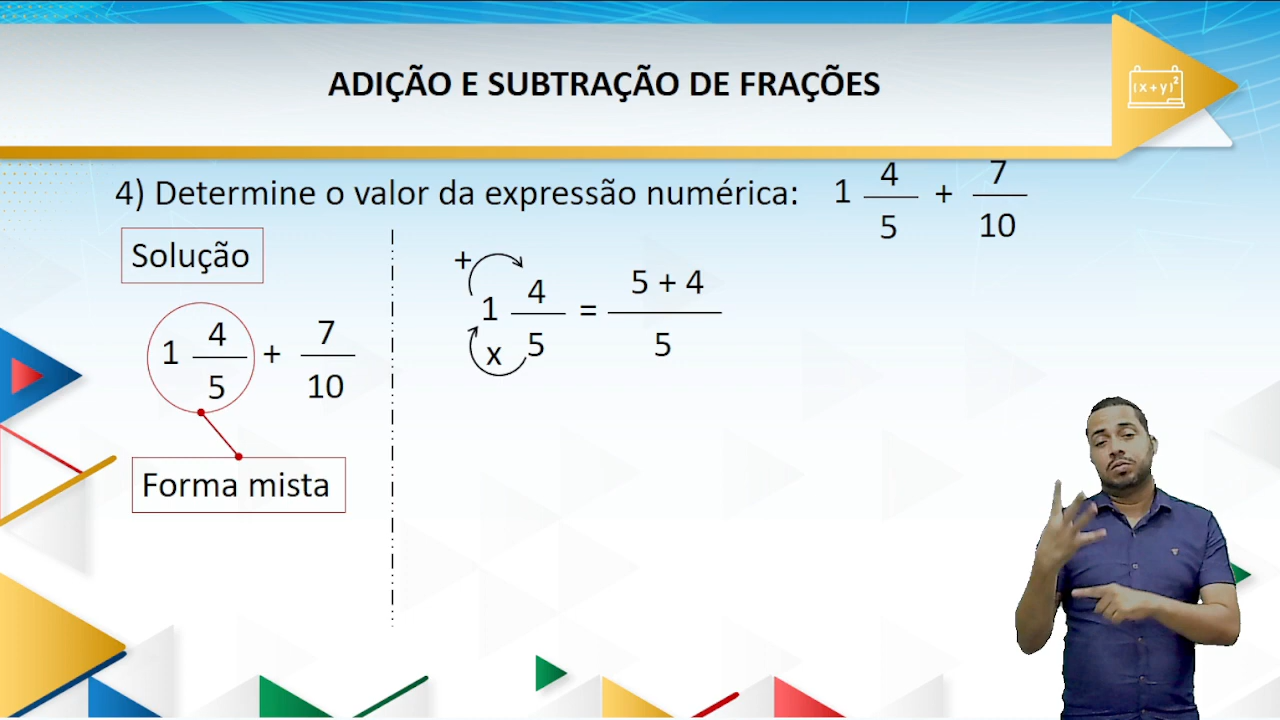 ADIÇÃO E SUBTRAÇÃO DE FRAÇÕES
(x+y)²
4) Determine o valor da expressão numérica: 1 4/5 + 7/10
Solução
1 4/5 + 7/10
Forma mista
+
1 4/5 = 5 + 4/5
x